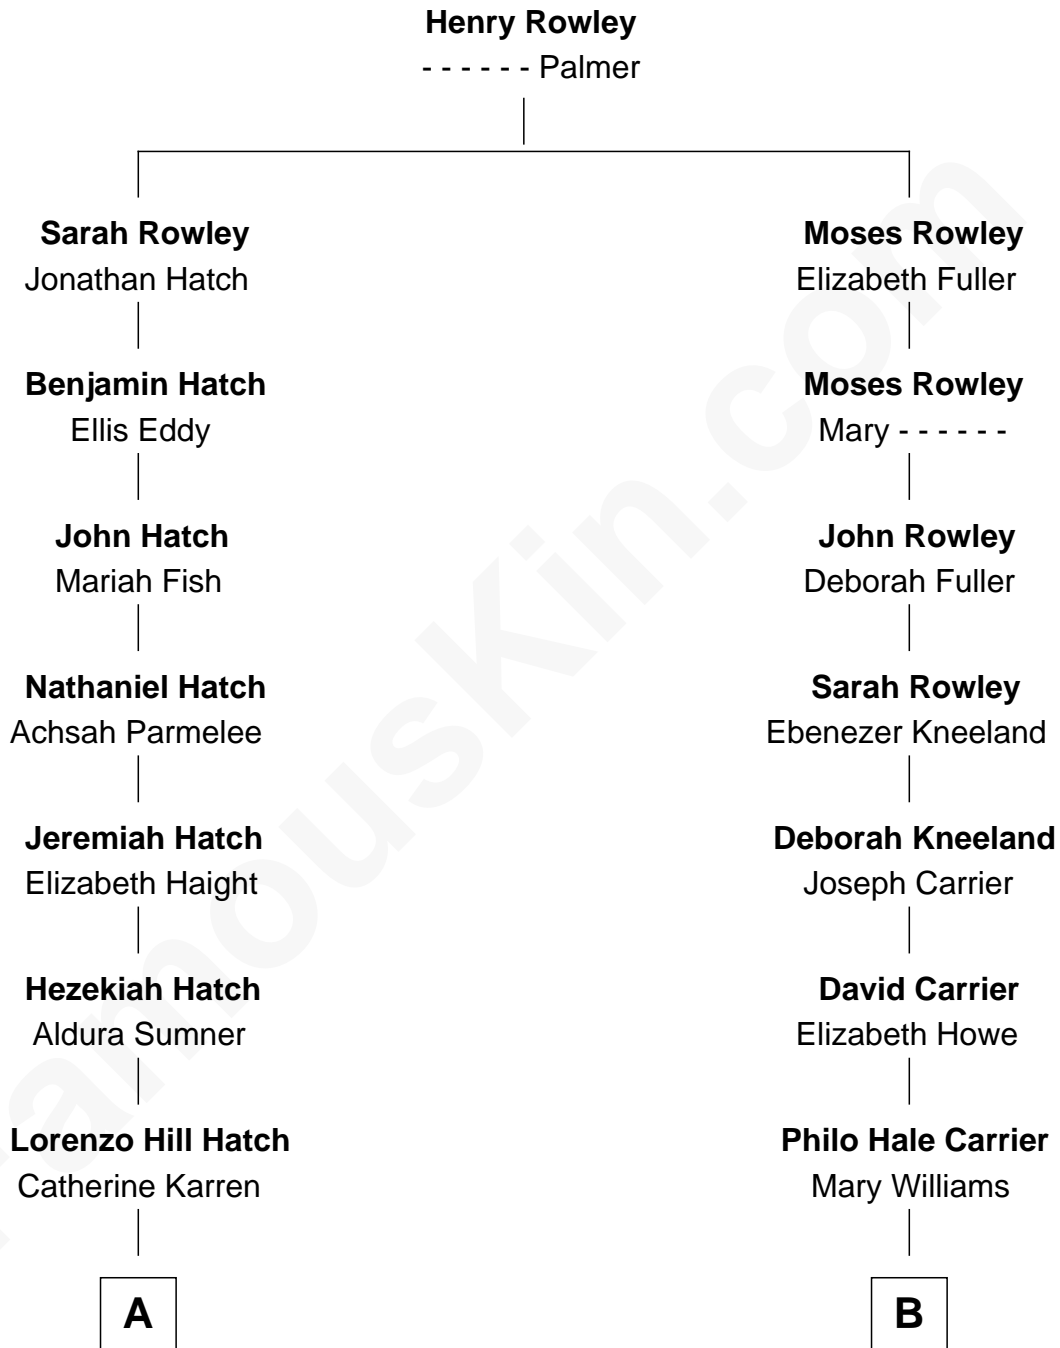 Henry Rowley
- - - - - - Palmer
Sarah Rowley
Jonathan Hatch
Benjamin Hatch
Ellis Eddy
John Hatch
Mariah Fish
Nathaniel Hatch
Achsah Parmelee
Jeremiah Hatch
Elizabeth Haight
Hezekiah Hatch
Aldura Sumner
Lorenzo Hill Hatch
Catherine Karren
A
Moses Rowley
Elizabeth Fuller
Moses Rowley
Mary - - - - - -
John Rowley
Deborah Fuller
Sarah Rowley
Ebenezer Kneeland
Deborah Kneeland
Joseph Carrier
David Carrier
Elizabeth Howe
Philo Hale Carrier
Mary Williams
B
FamousKin.com